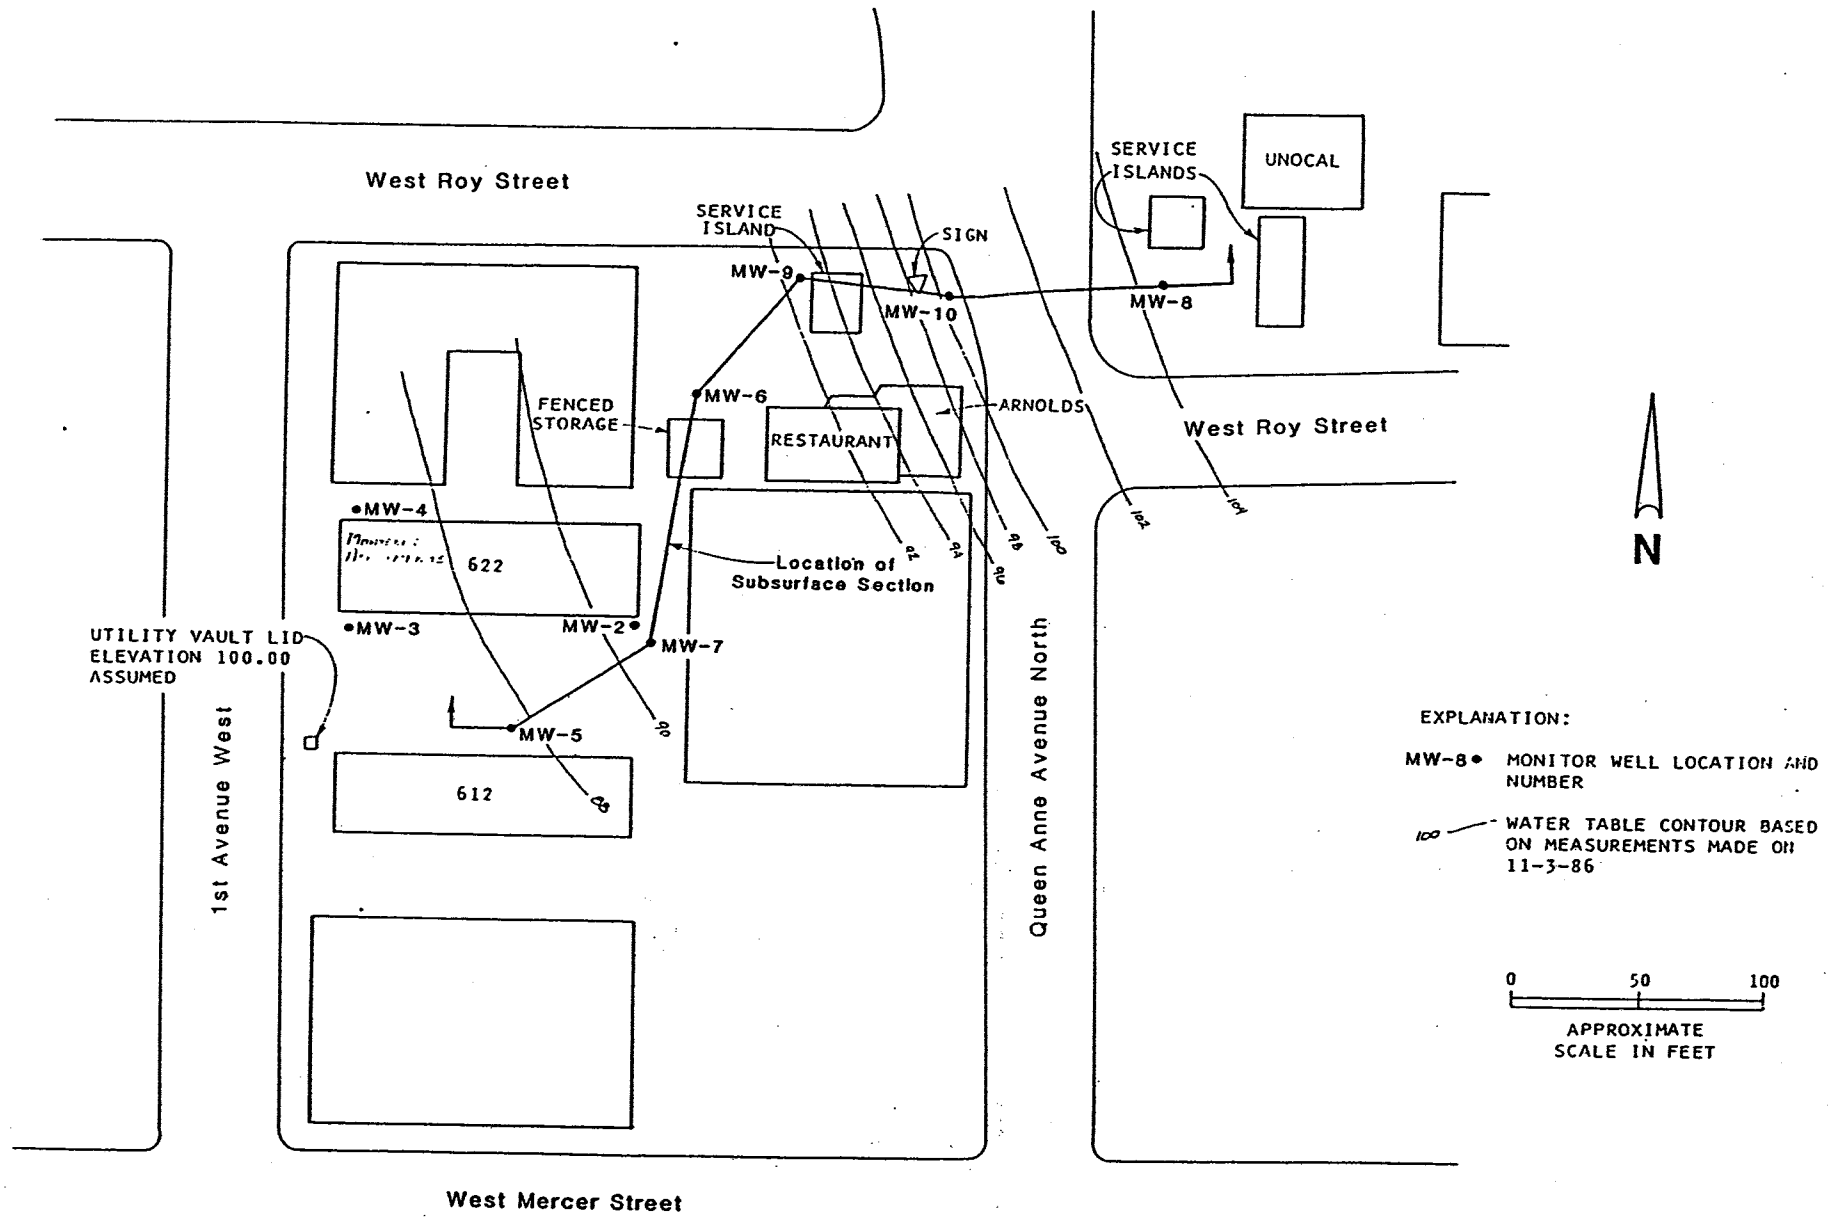 West Roy Street
SERVICE
ISLANDS
UNOCAL
SERVICE
ISLAND
SIGN
MW-9
MW-10
MW-8
MW-6
FENCED
STORAGE
ARNOLDS
RESTAURANT
West Roy Street
MW-4
622
92
94
96
98
100
102
104
N
Location of
Subsurface Section
MW-3
MW-2
MW-7
UTILITY VAULT LID
ELEVATION 100.00
ASSUMED
90
MW-5
88
612
1st Avenue West
Queen Anne Avenue North
EXPLANATION:
MW-8 MONITOR WELL LOCATION AND
NUMBER
100 WATER TABLE CONTOUR BASED
ON MEASUREMENTS MADE ON
11-3-86
0 50 100
APPROXIMATE
SCALE IN FEET
West Mercer Street